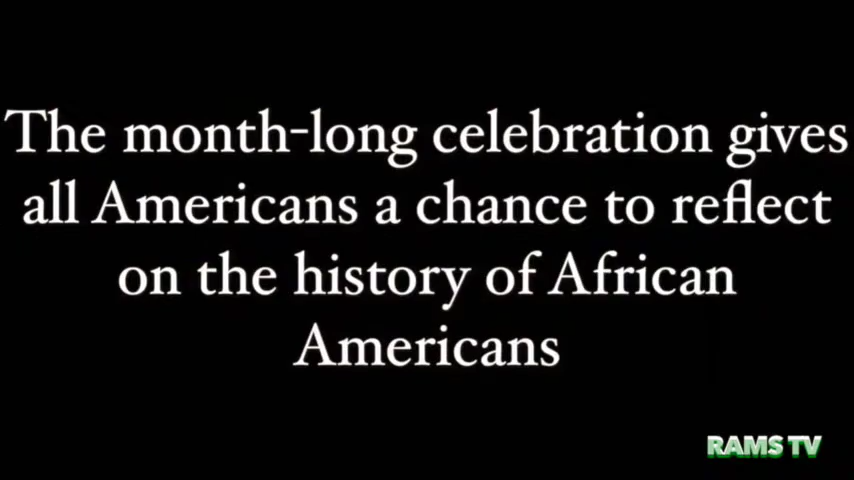 The month-long celebration gives
all Americans a chance to reflect
on the history of African
Americans
RAMS TV